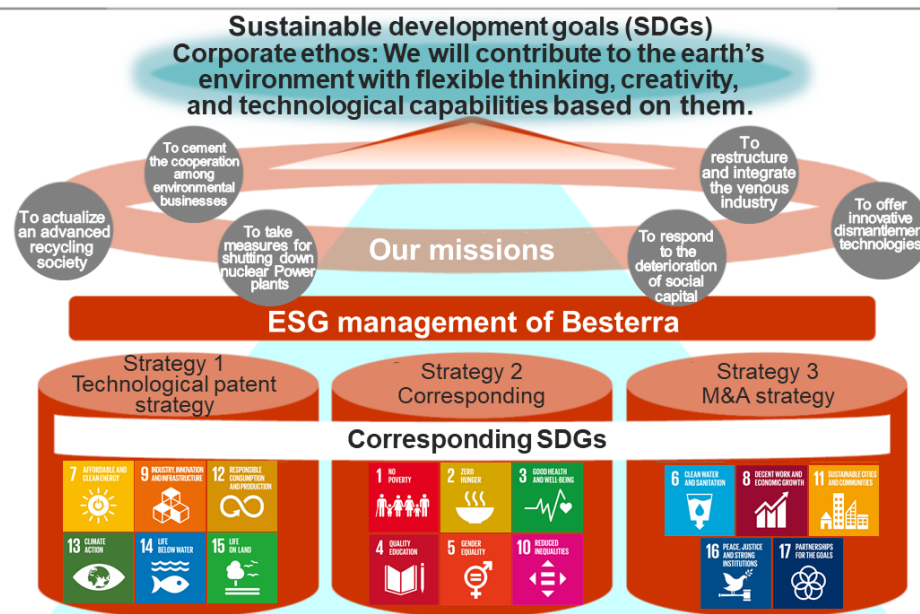 Sustainable development goals (SDGs)
Corporate ethos: We will contribute to the earth's
environment with flexible thinking, creativity,
and technological capabilities based on them.
To cement
the cooperation
among
environmental
businesses
To
restructure
and integrate
the venous
industry
To actualize
an advanced
recycling
society
To offer
innovative
dismantlemen
technologies
To take
measures for
shutting down
nuclear Power
plants
Our missions
To respond
to the
deterioration
of social
capital
ESG management of Besterra
Strategy 1
Technological patent
strategy
Strategy 2
Corresponding
Strategy 3
M&A strategy
Corresponding SDGs
7 AFFORDABLE AND
CLEAN ENERGY
9 INDUSTRY, INNOVATION
AND INFRASTRUCTURE
12 RESPONSIBLE
CONSUMPTION
AND PRODUCTION
13 CLIMATE
ACTION
14 LIFE
BELOW WATER
15 LIFE
ON LAND
1 NO
POVERTY
2 ZERO
HUNGER
3 GOOD HEALTH
AND WELL-BEING
4 QUALITY
EDUCATION
5 GENDER
EQUALITY
10 REDUCED
INEQUALITIES
6 CLEAN WATER
AND SANITATION
8 DECENT WORK AND
ECONOMIC GROWTH
11 SUSTAINABLE CITIES
AND COMMUNITIES
16 PEACE, JUSTICE
AND STRONG
INSTITUTIONS
17 PARTNERSHIPS
FOR THE GOALS